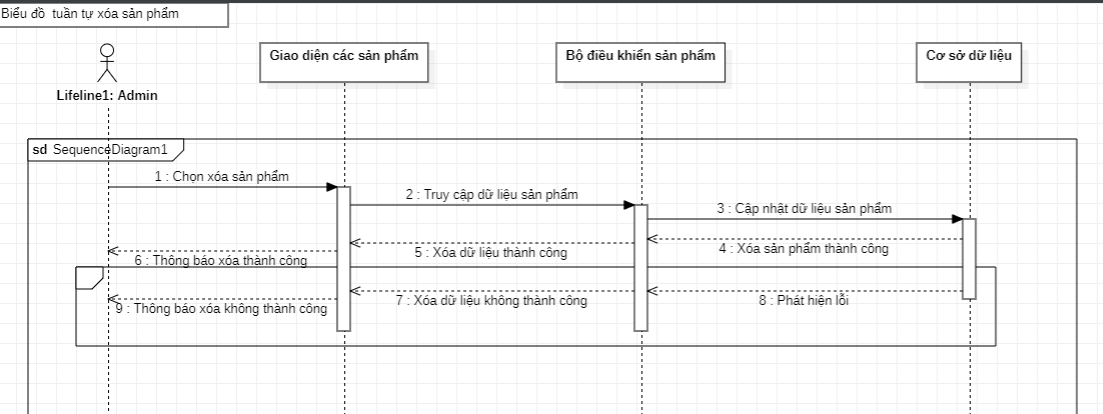 Biểu đồ tuần tự xóa sản phẩm
Giao diện các sản phẩm
Bộ điều khiển sản phẩm
Cơ sở dữ liệu
Lifeline1: Admin
sd SequenceDiagram1
1 : Chọn xóa sản phẩm
2 : Truy cập dữ liệu sản phẩm
3 : Cập nhật dữ liệu sản phẩm
4 : Xóa sản phẩm thành công
5 : Xóa dữ liệu thành công
6 : Thông báo xóa thành công
7 : Xóa dữ liệu không thành công
8 : Phát hiện lỗi
9 : Thông báo xóa không thành công